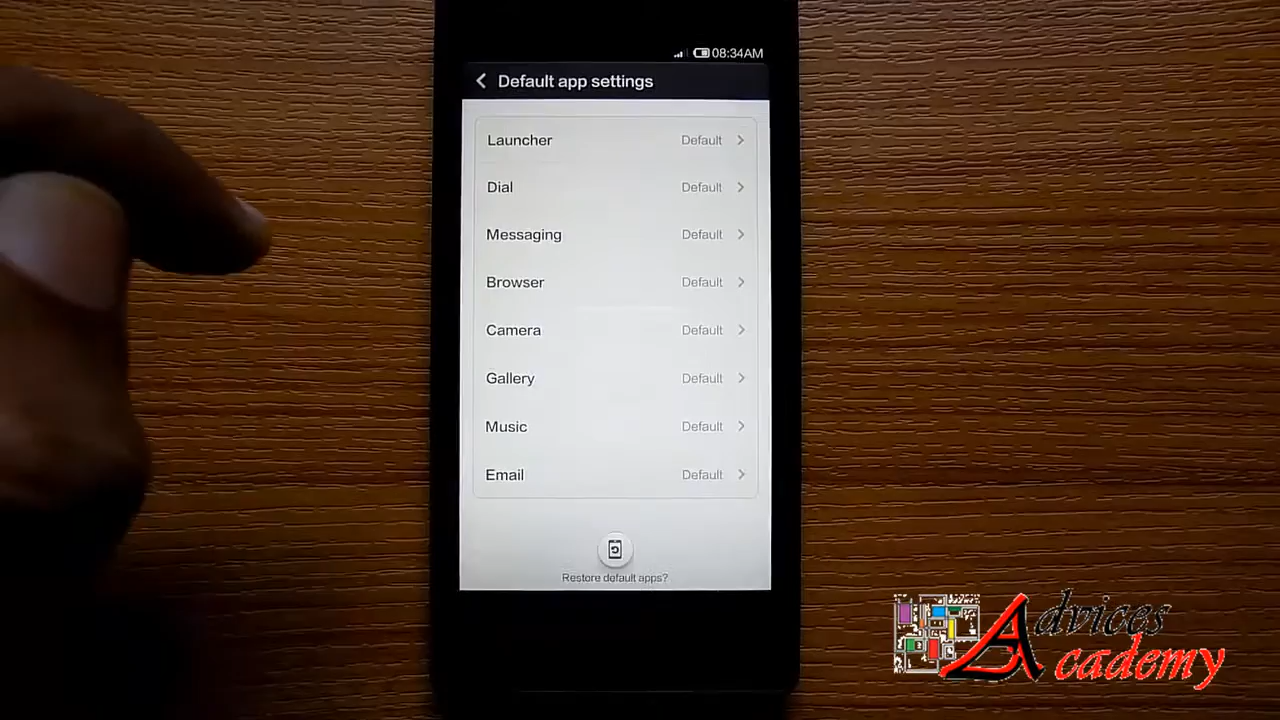 08:34AM
Default app settings
Launcher Default
Dial Default
Messaging Default
Browser Default
Camera Default
Gallery Default
Music Default
Email Default
Restore default apps?
Advices
Academy